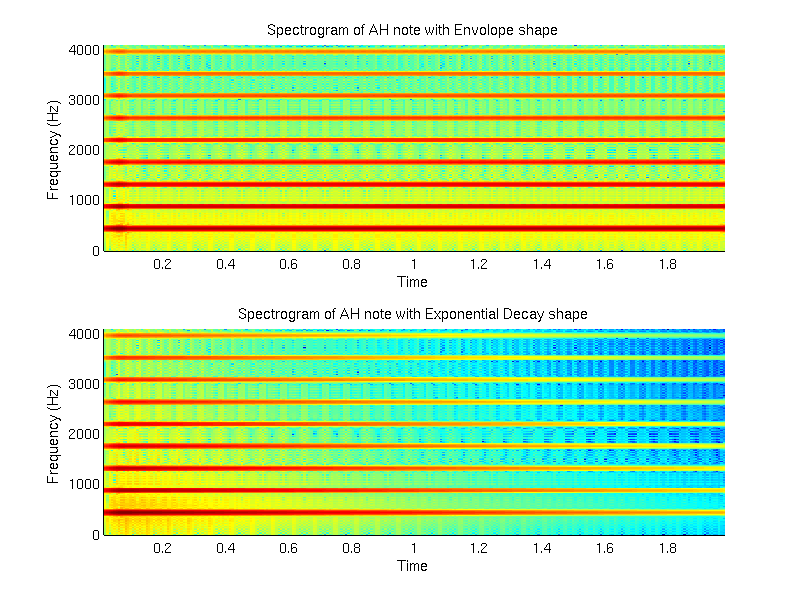 Spectrogram of AH note with Envolope shape
4000
3000
2000
1000
0
Frequency (Hz)
0.2 0.4 0.6 0.8 1 1.2 1.4 1.6 1.8
Time
Spectrogram of AH note with Exponential Decay shape
4000
3000
2000
1000
0
Frequency (Hz)
0.2 0.4 0.6 0.8 1 1.2 1.4 1.6 1.8
Time